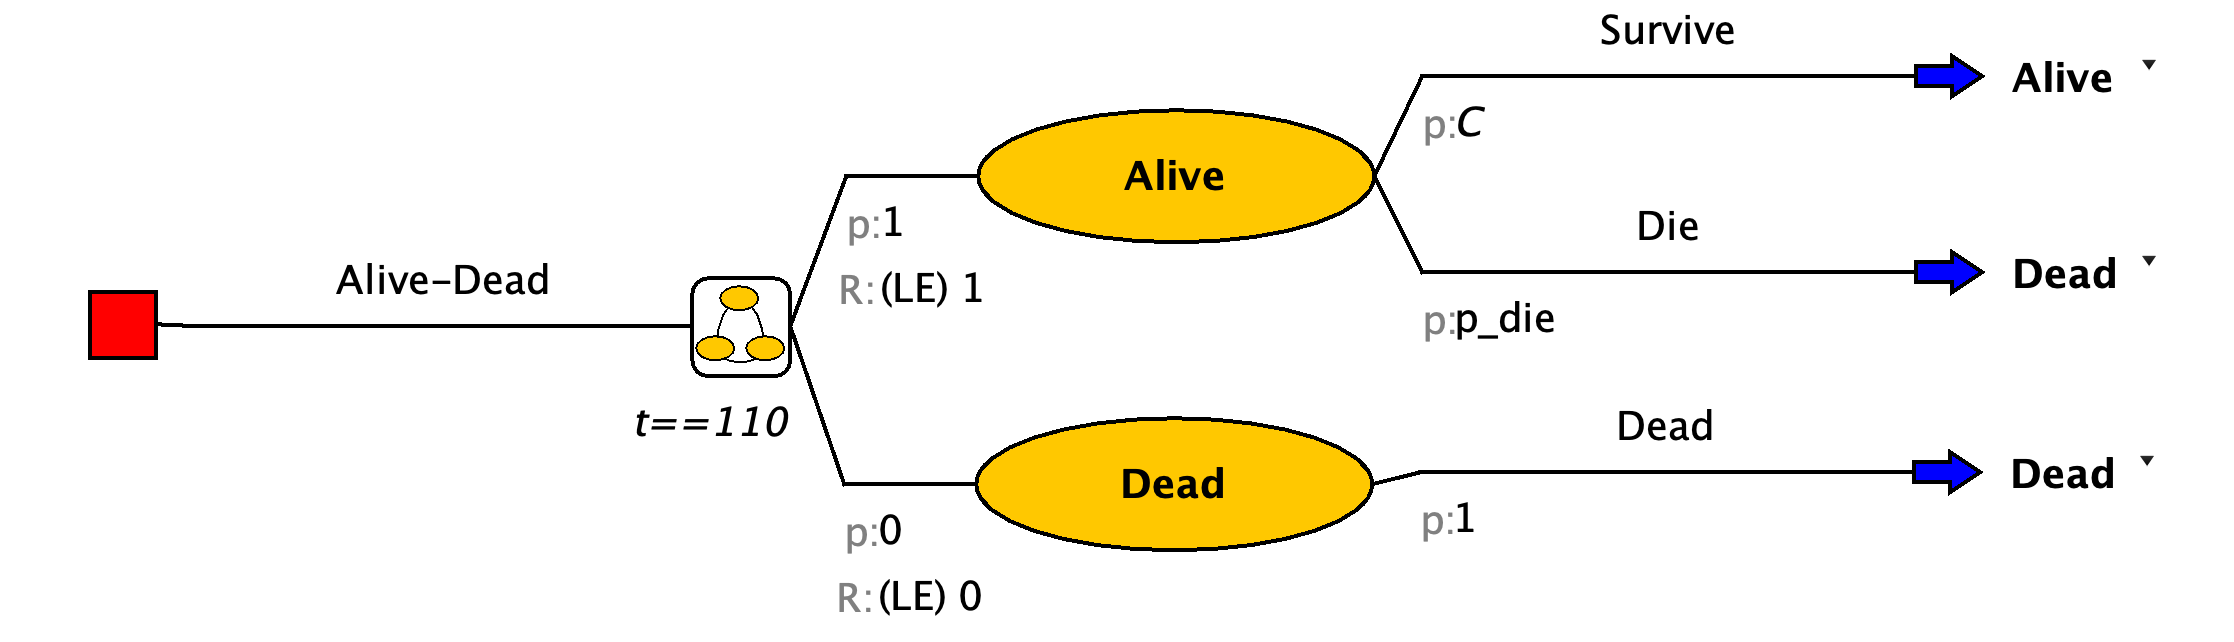 Survive
Alive
p:C
Alive
p:1
Die
Dead
R: (LE) 1
p:p_die
Alive-Dead
t==110
Dead
Dead
Dead
p:0
p:1
R: (LE) 0